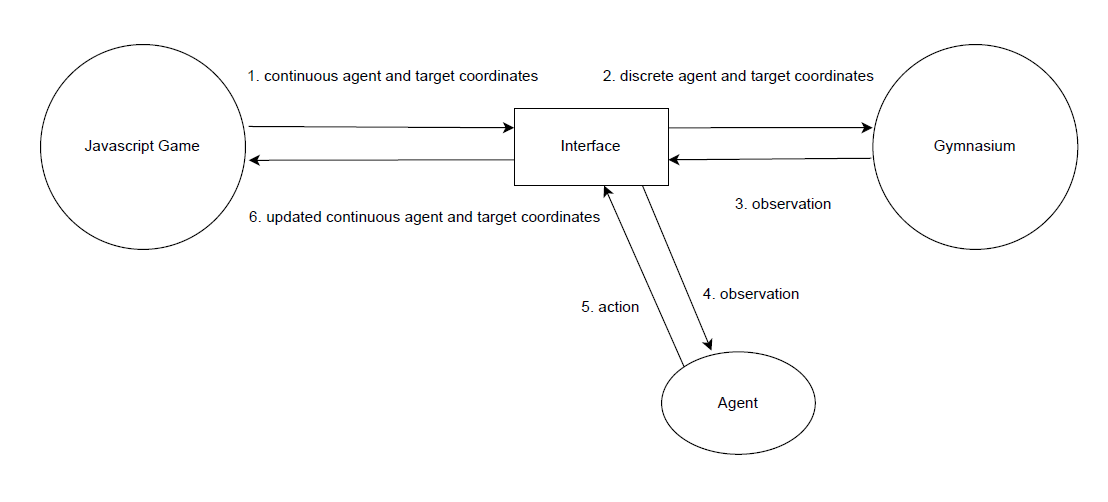 1. continuous agent and target coordinates
2. discrete agent and target coordinates
Javascript Game
Interface
Gymnasium
3. observation
6. updated continuous agent and target coordinates
4. observation
5. action
Agent